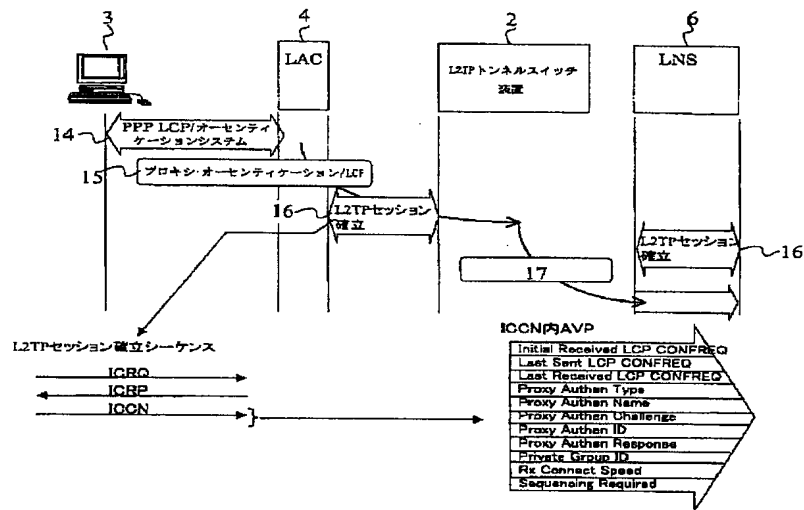 3
4
2
6
LAC
L2TPトンネルスイッチ
装置
LNS
14
PPP LCP/オーセンティ
ケーションシステム
15
プロキシ・オーセンティケーション/LCP
16
L2TPセッション
確立
L2TPセッション
確立
16
17
L2TPセッション確立シーケンス
ICRQ
ICRP
ICCN
ICCN内AVP
Initial Received LCP CONFREQ
Last Sent LCP CONFREQ
Last Received LCP CONFREQ
Proxy Authen Type
Proxy Authen Name
Proxy Authen Challenge
Proxy Authen ID
Proxy Authen Response
Private Group ID
Rx Connect Speed
Sequencing Required